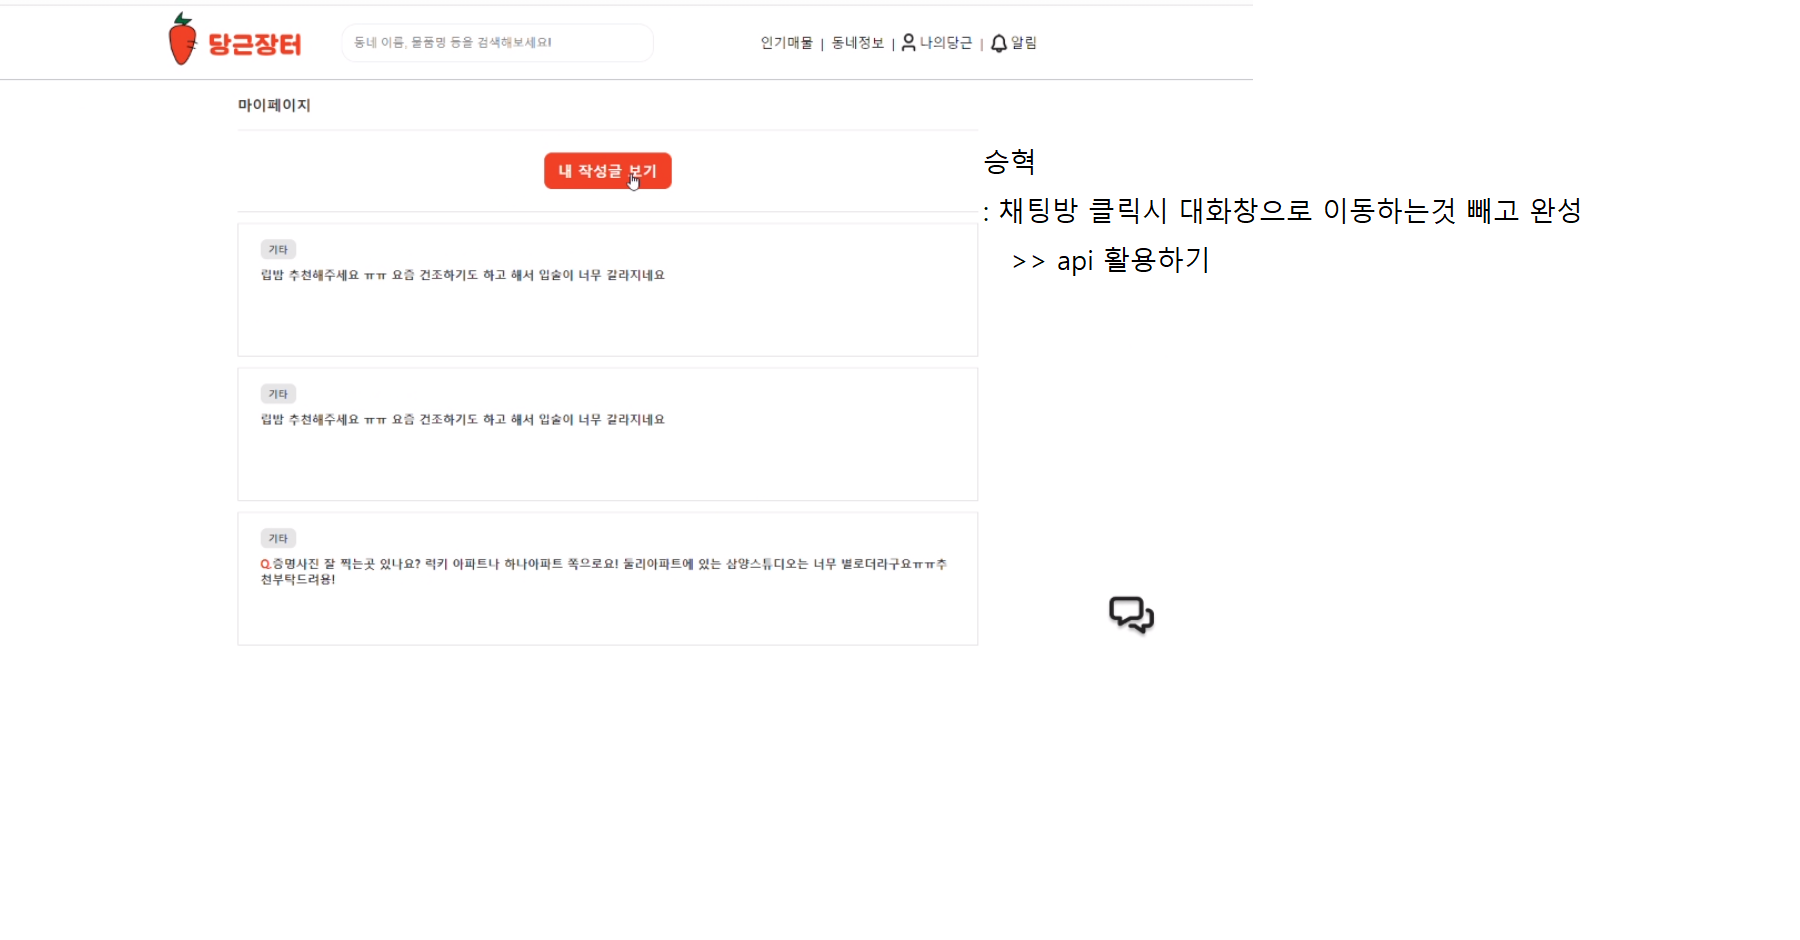 당근장터
동네 이름, 물품명 등을 검색해보세요!
인기매물 | 동네정보 | 나의당근 | 알림
마이페이지
내 작성글 보기
승혁
: 채팅방 클릭시 대화창으로 이동하는것 빼고 완성
>> api 활용하기
기타
립밤 추천해주세요 ㅠㅠ 요즘 건조하기도 하고 해서 입술이 너무 갈라지네요
기타
립밤 추천해주세요 ㅠㅠ 요즘 건조하기도 하고 해서 입술이 너무 갈라지네요
기타
Q.증명사진 잘 찍는곳 있나요? 럭키 아파트나 하나아파트 쪽으로요! 둘리아파트에 있는 삼양스튜디오는 너무 별로더라구요ㅠㅠ추
천부탁드려용!